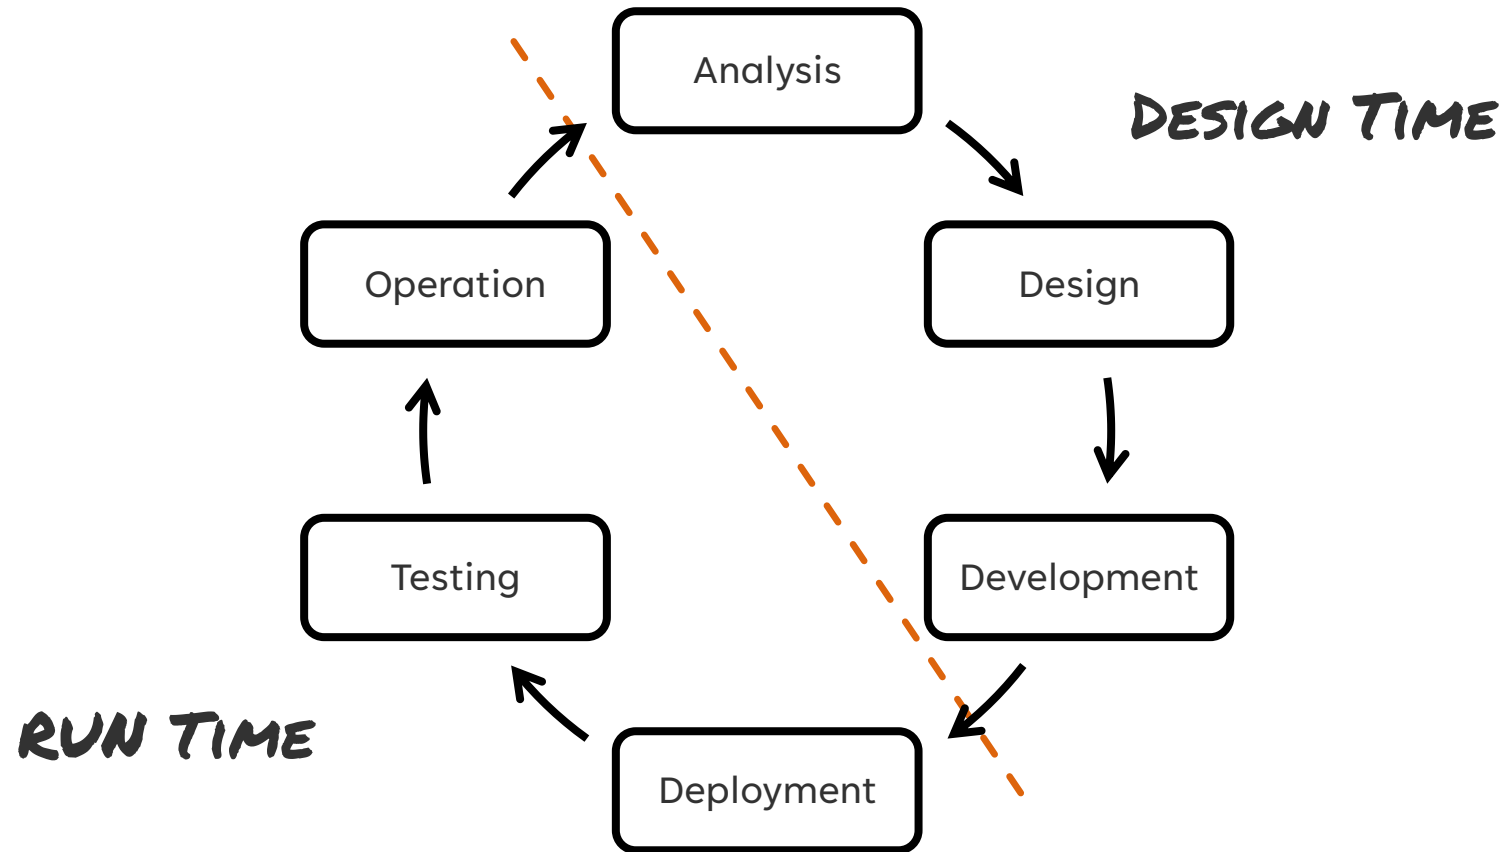 Analysis
DESIGN TIME
Operation
Design
Testing
Development
RUN TIME
Deployment